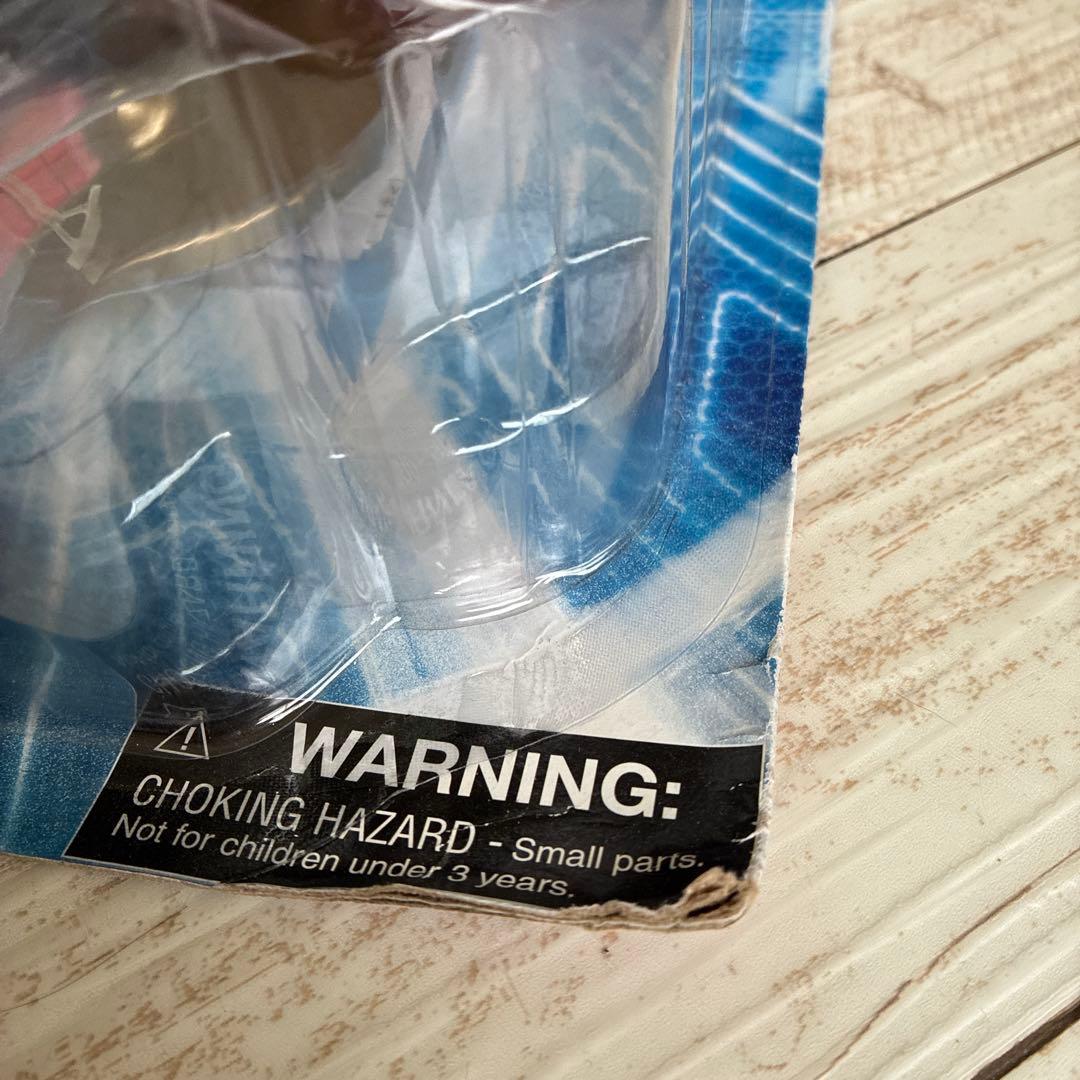 WARNING:
CHOKING HAZARD - Small parts.
Not for children under 3 years.